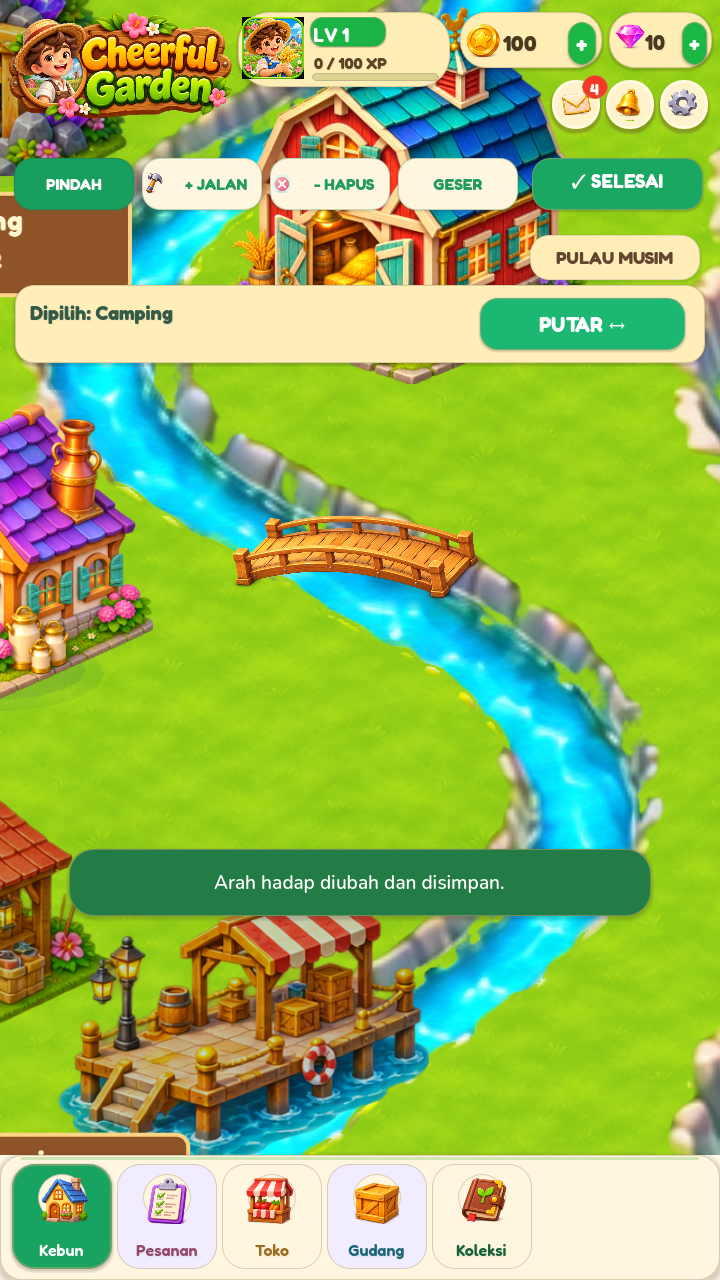 Cheerful
Garden
LV 1
0 / 100 XP
100
+
10
+
4
PINDAH
+ JALAN
- HAPUS
GESER
✓ SELESAI
ng
PULAU MUSIM
Dipilih: Camping
PUTAR ↔
Arah hadap diubah dan disimpan.
Kebun
Pesanan
Toko
Gudang
Koleksi